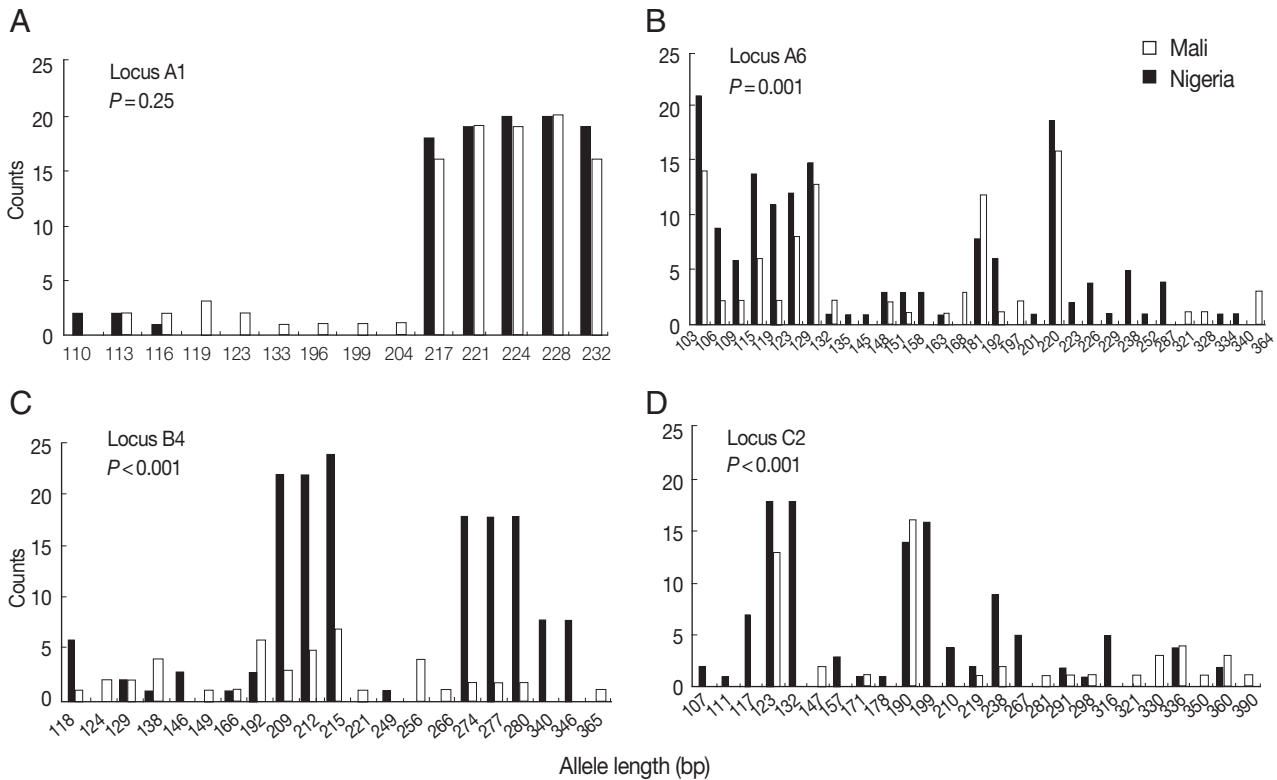 A
Locus A1
P = 0.25
25
20
15
10
5
0
Counts
110 113 116 119 123 133 196 199 204 217 221 224 228 232
B
Locus A6
P = 0.001
Mali
Nigeria
25
20
15
10
5
0
103 106 109 115 119 123 129 132 135 145 148 151 158 163 168 181 192 197 201 220 223 226 229 238 252 287 321 328 334 340 364
C
Locus B4
P < 0.001
25
20
15
10
5
0
Counts
118 124 129 138 146 149 166 192 209 212 215 221 249 256 266 274 277 280 340 346 365
D
Locus C2
P < 0.001
25
20
15
10
5
0
107 111 117 123 132 147 157 171 178 190 199 210 219 238 267 281 291 298 316 321 330 336 350 360 390
Allele length (bp)